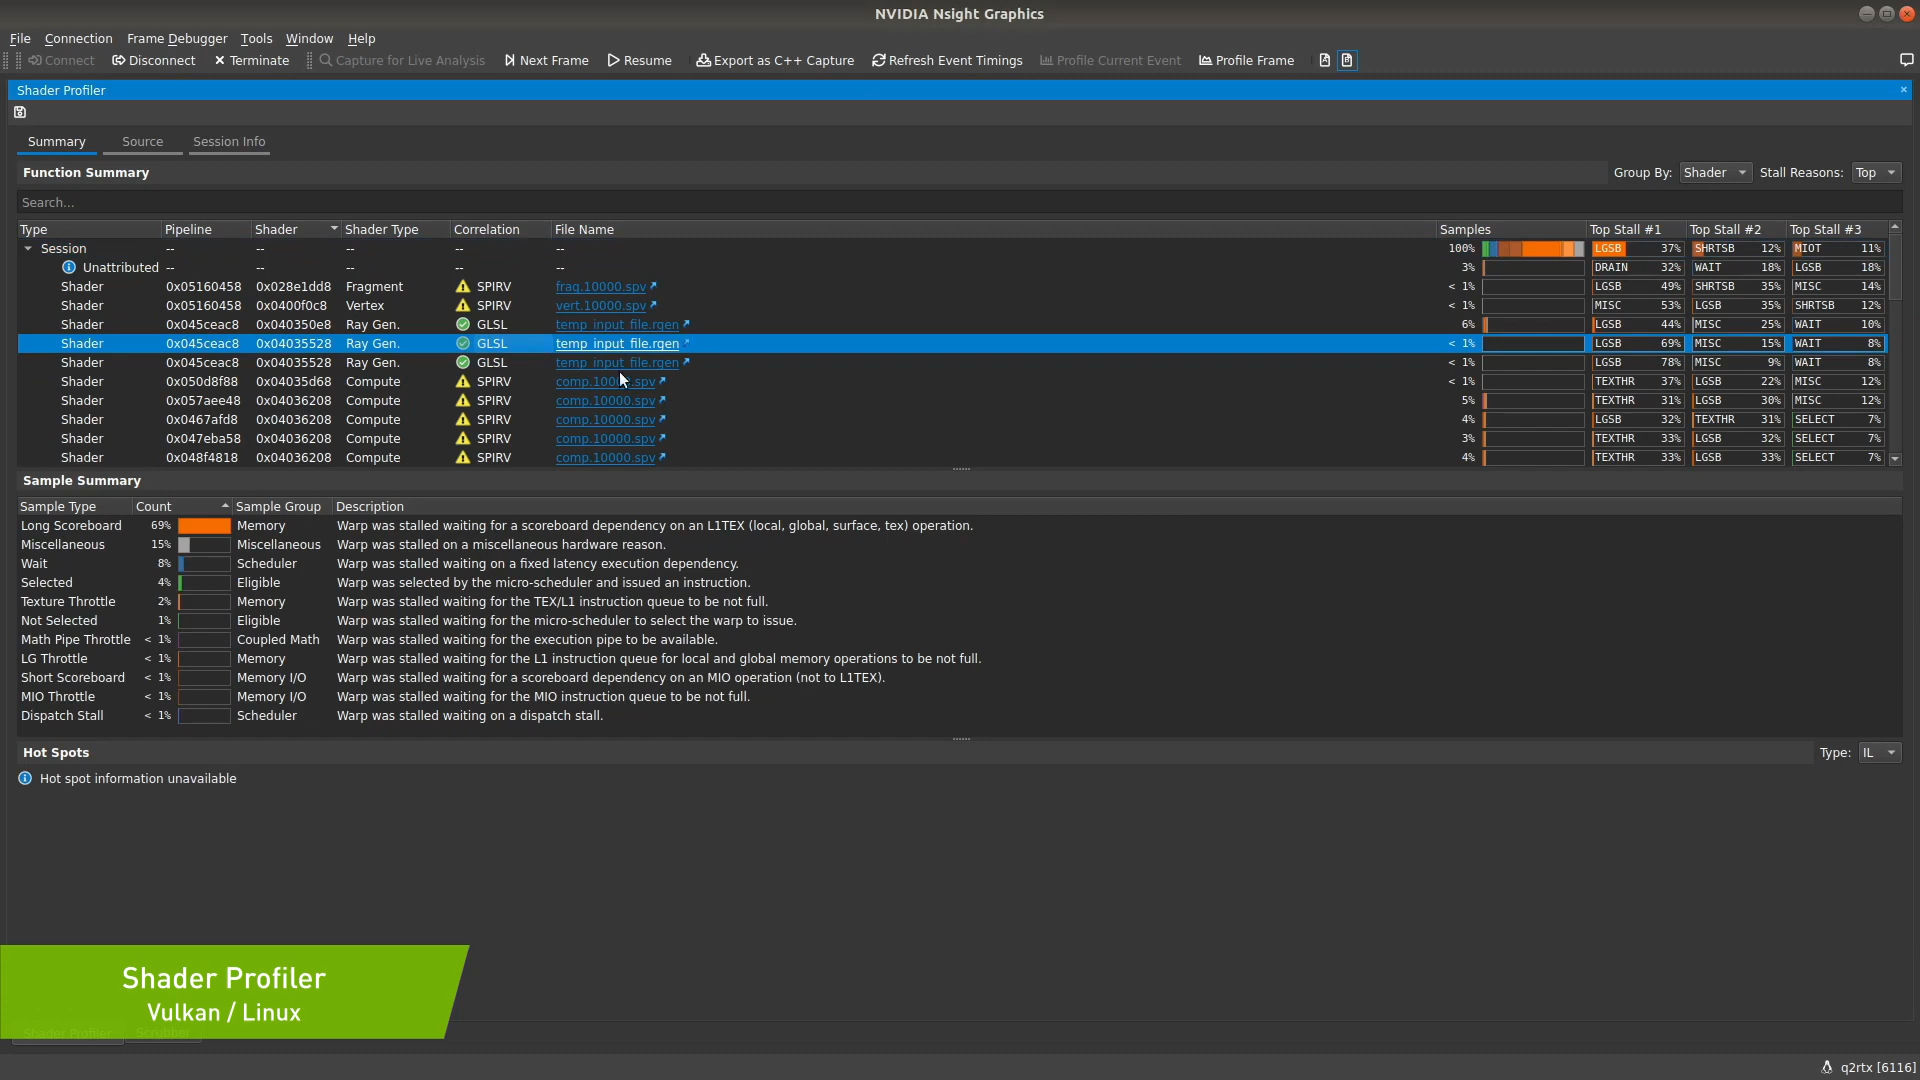 NVIDIA Nsight Graphics
File Connection Frame Debugger Tools Window Help
Connect Disconnect Terminate Capture for Live Analysis Next Frame Resume Export as C++ Capture Refresh Event Timings Profile Current Event Profile Frame
Shader Profiler
Summary Source Session Info
Function Summary Group By: Shader Stall Reasons: Top
Search...
Type Pipeline Shader Shader Type Correlation File Name Samples Top Stall #1 Top Stall #2 Top Stall #3
Session -- -- -- -- -- 100% LGSB 37% SHRTSB 12% MIOT 11%
Unattributed -- -- -- -- -- 3% DRAIN 32% WAIT 18% LGSB 18%
Shader 0x05160458 0x028e1dd8 Fragment SPIRV frag.10000.spv < 1% LGSB 49% SHRTSB 35% MISC 14%
Shader 0x05160458 0x0400f0c8 Vertex SPIRV vert.10000.spv < 1% MISC 53% LGSB 35% SHRTSB 12%
Shader 0x045ceac8 0x040350e8 Ray Gen. GLSL temp_input_file.rgen 6% LGSB 44% MISC 25% WAIT 10%
Shader 0x045ceac8 0x04035528 Ray Gen. GLSL temp_input_file.rgen < 1% LGSB 69% MISC 15% WAIT 8%
Shader 0x045ceac8 0x04035528 Ray Gen. GLSL temp_input_file.rgen < 1% LGSB 78% MISC 9% WAIT 8%
Shader 0x050d8f88 0x04035d68 Compute SPIRV comp.10000.spv < 1% TEXTHR 37% LGSB 22% MISC 12%
Shader 0x057aee48 0x04036208 Compute SPIRV comp.10000.spv 5% TEXTHR 31% LGSB 30% MISC 12%
Shader 0x0467afd8 0x04036208 Compute SPIRV comp.10000.spv 4% LGSB 32% TEXTHR 31% SELECT 7%
Shader 0x047eba58 0x04036208 Compute SPIRV comp.10000.spv 3% TEXTHR 33% LGSB 32% SELECT 7%
Shader 0x048f4818 0x04036208 Compute SPIRV comp.10000.spv 4% TEXTHR 33% LGSB 33% SELECT 7%
Sample Summary
Sample Type Count Sample Group Description
Long Scoreboard 69% Memory Warp was stalled waiting for a scoreboard dependency on an L1TEX (local, global, surface, tex) operation.
Miscellaneous 15% Miscellaneous Warp was stalled on a miscellaneous hardware reason.
Wait 8% Scheduler Warp was stalled waiting on a fixed latency execution dependency.
Selected 4% Eligible Warp was selected by the micro-scheduler and issued an instruction.
Texture Throttle 2% Memory Warp was stalled waiting for the TEX/L1 instruction queue to be not full.
Not Selected 1% Eligible Warp was stalled waiting for the micro-scheduler to select the warp to issue.
Math Pipe Throttle < 1% Coupled Math Warp was stalled waiting for the execution pipe to be available.
LG Throttle < 1% Memory Warp was stalled waiting for the L1 instruction queue for local and global memory operations to be not full.
Short Scoreboard < 1% Memory I/O Warp was stalled waiting for a scoreboard dependency on an MIO operation (not to L1TEX).
MIO Throttle < 1% Memory I/O Warp was stalled waiting for the MIO instruction queue to be not full.
Dispatch Stall < 1% Scheduler Warp was stalled waiting on a dispatch stall.
Hot Spots Type: IL
Hot spot information unavailable
Shader Profiler
Vulkan / Linux
Shader Profiler Scrubber
q2rtx [6116]